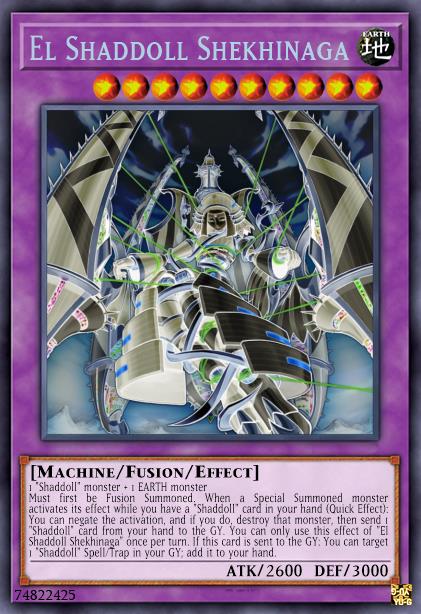 El Shaddoll Shekhinaga
EARTH
地
[Machine/Fusion/Effect]
1 "Shaddoll" monster + 1 EARTH monster
Must first be Fusion Summoned. When a Special Summoned monster
activates its effect while you have a "Shaddoll" card in your hand (Quick Effect):
You can negate the activation, and if you do, destroy that monster, then send 1
"Shaddoll" card from your hand to the GY. You can only use this effect of "El
Shaddoll Shekhinaga" once per turn. If this card is sent to the GY: You can target
1 "Shaddoll" Spell/Trap in your GY; add it to your hand.
ATK/2600 DEF/3000
74822425